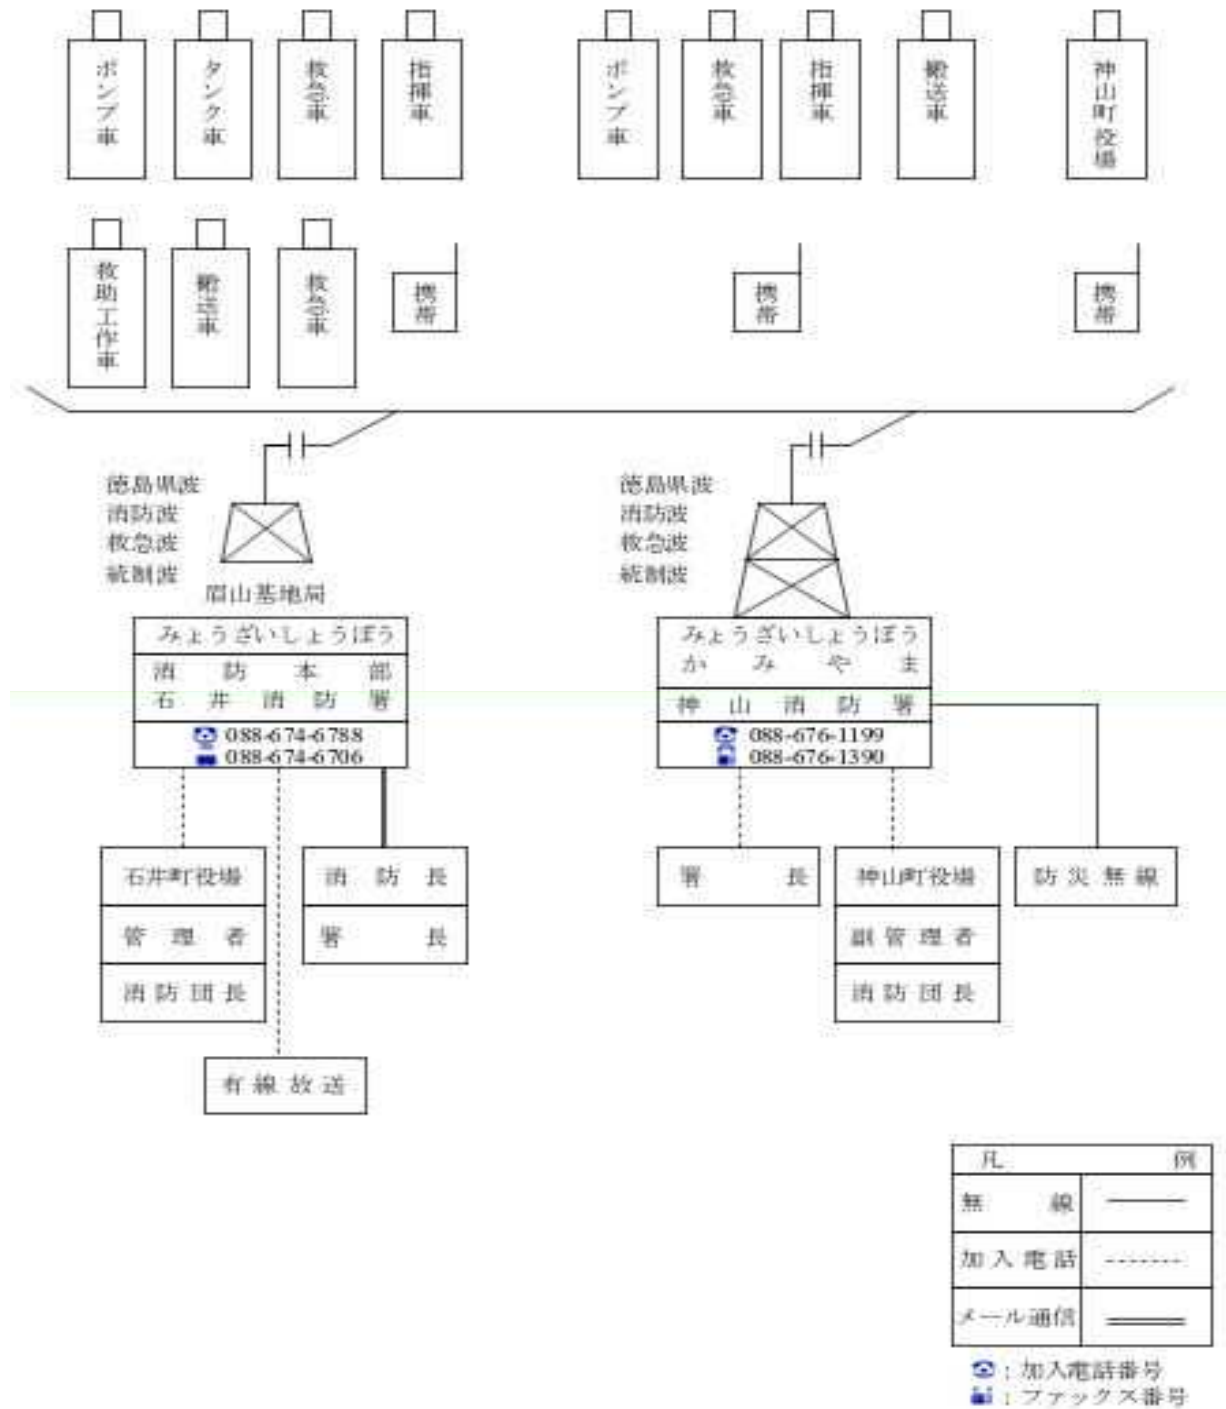 ポンプ車
タンク車
救急車
指揮車
ポンプ車
救急車
指揮車
搬送車
神山町役場
救助工作車
搬送車
救急車
携帯
携帯
携帯
徳島県波
消防波
救急波
統制波
眉山基地局
徳島県波
消防波
救急波
統制波
みょうざいしょうぼう
消防本部
石井消防署
088-674-6788
088-674-6706
みょうざいしょうぼう
かみやま
神山消防署
088-676-1199
088-676-1390
石井町役場
管理者
消防団長
消防長
署長
有線放送
署長
神山町役場
副管理者
消防団長
防災無線
凡例
無線
加入電話
メール通信
：加入電話番号
：ファックス番号